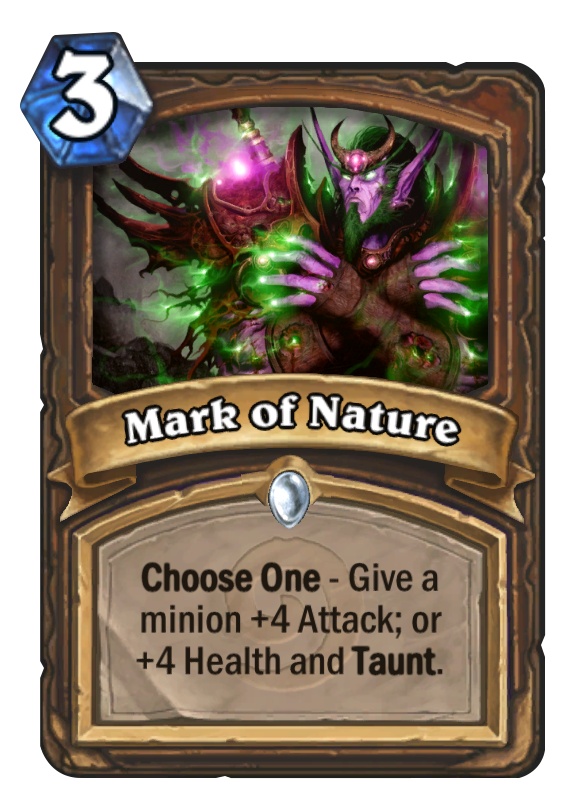 3
Mark of Nature
Choose One - Give a
minion +4 Attack; or
+4 Health and Taunt.